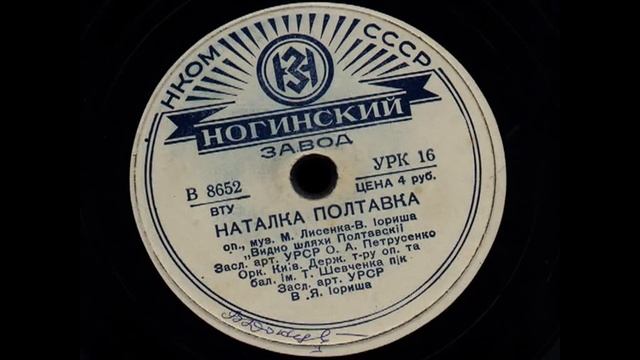 НКОМ СССР
НОГИНСКИЙ
ЗАВОД
В 8652
ВТУ
УРК 16
ЦЕНА 4 руб.
НАТАЛКА ПОЛТАВКА
оп., муз. М. Лисенка-В. Іориша
„Видно шляхи Полтавскії
Засл. арт. УРСР О. А. Петрусенко
Орк. Київ. Держ. т-ру оп. та
бал. ім. Т. Шевченка п|к
Засл. арт. УРСР
В. Я. Іориша